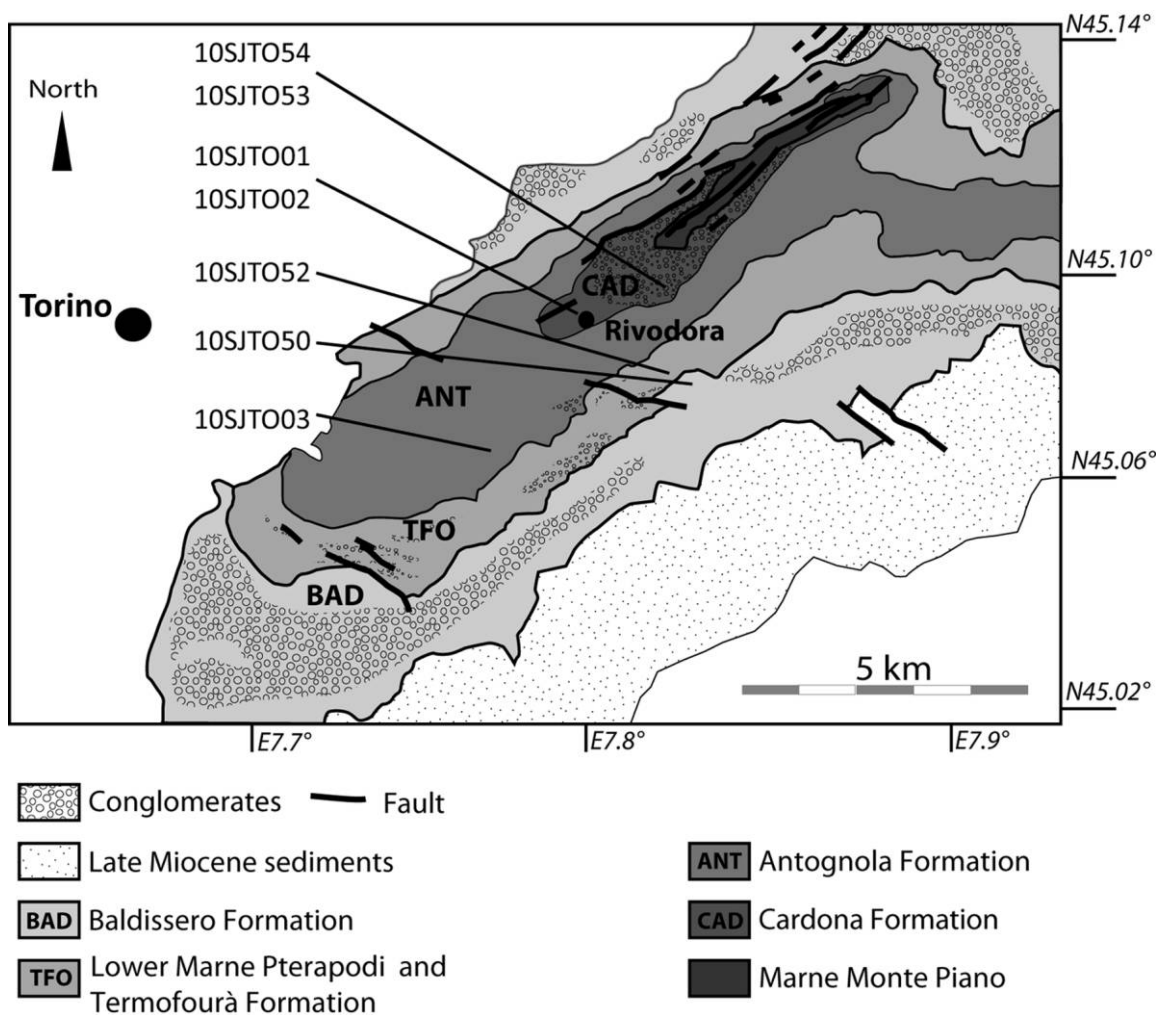 North
10SJTO54
10SJTO53
10SJTO01
10SJTO02
10SJTO52
10SJTO50
10SJTO03
Torino
CAD
Rivodora
ANT
TFO
BAD
5 km
N45.14°
N45.10°
N45.06°
N45.02°
E7.7°
E7.8°
E7.9°
Conglomerates
Fault
Late Miocene sediments
BAD Baldissero Formation
TFO Lower Marne Pterapodi and
Termofourà Formation
ANT Antognola Formation
CAD Cardona Formation
Marne Monte Piano